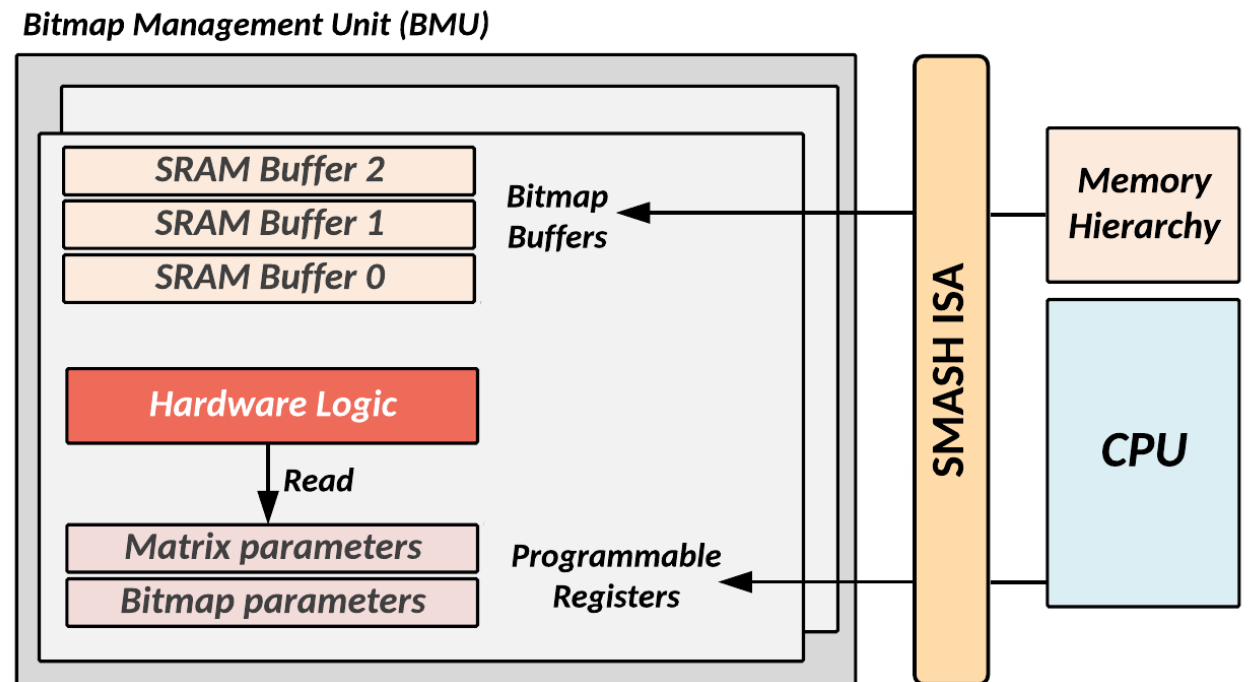 Bitmap Management Unit (BMU)
SRAM Buffer 2
SRAM Buffer 1
SRAM Buffer 0
Bitmap
Buffers
Hardware Logic
Read
Matrix parameters
Bitmap parameters
Programmable
Registers
SMASH ISA
Memory
Hierarchy
CPU